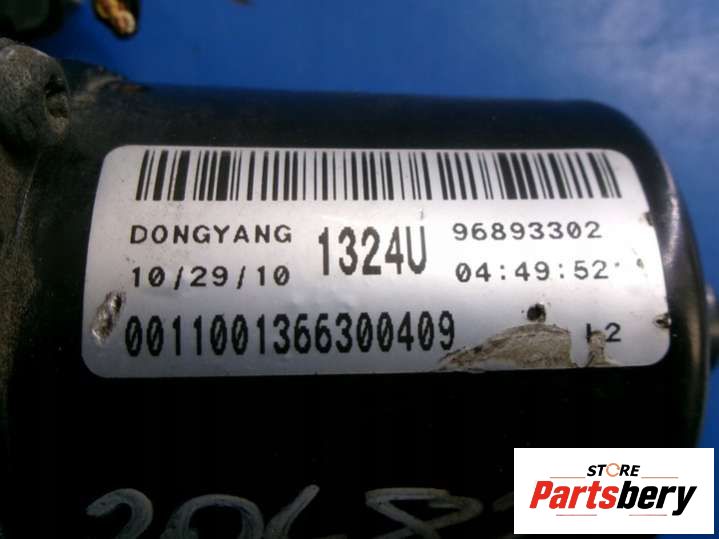 DONGYANG 1324U 96893302
10/29/10 04:49:52
0011001366300409 L2
STORE
Partsbery